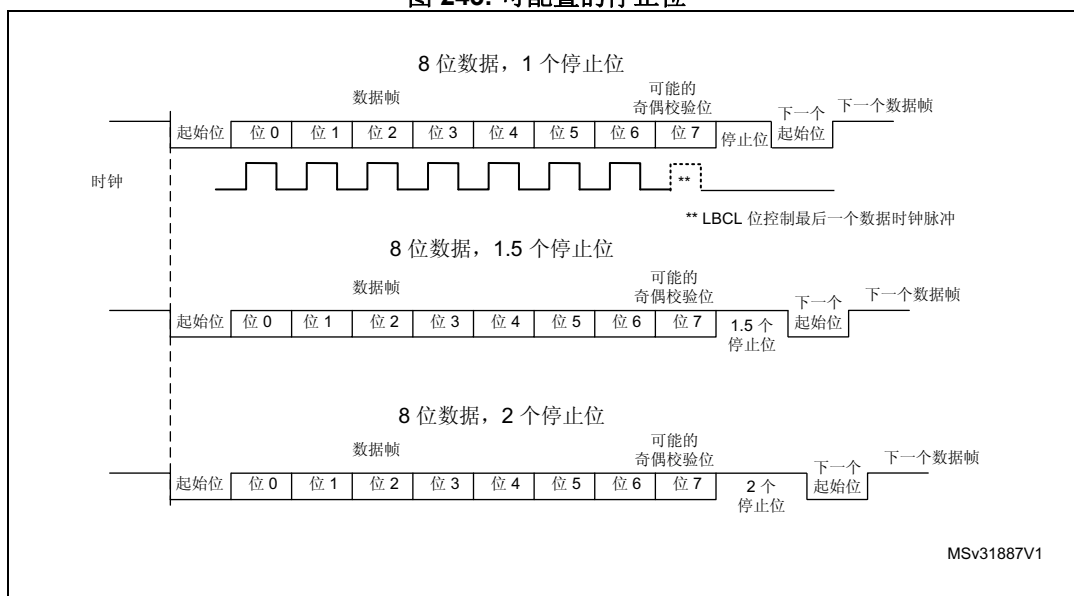 8 位数据，1 个停止位
数据帧
可能的
奇偶校验位
下一个
起始位
下一个数据帧
起始位 位 0 位 1 位 2 位 3 位 4 位 5 位 6 位 7 停止位
时钟
**
** LBCL 位控制最后一个数据时钟脉冲
8 位数据，1.5 个停止位
数据帧
可能的
奇偶校验位
下一个
起始位
下一个数据帧
起始位 位 0 位 1 位 2 位 3 位 4 位 5 位 6 位 7
1.5 个
停止位
8 位数据，2 个停止位
数据帧
可能的
奇偶校验位
下一个
起始位
下一个数据帧
起始位 位 0 位 1 位 2 位 3 位 4 位 5 位 6 位 7
2 个
停止位
MSv31887V1